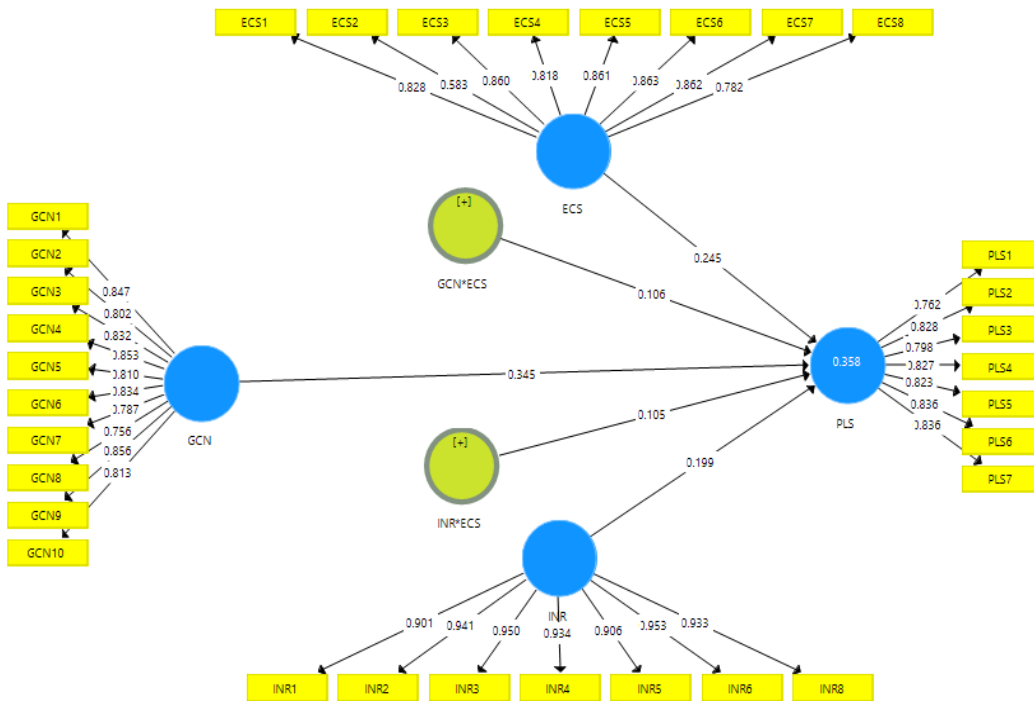 ECS1 ECS2 ECS3 ECS4 ECS5 ECS6 ECS7 ECS8
0.828 0.583 0.860 0.818 0.861 0.863 0.862 0.782
ECS
[+]
GCN*ECS
GCN1
GCN2
GCN3
GCN4
GCN5
GCN6
GCN7
GCN8
GCN9
GCN10
0.847
0.802
0.832
0.853
0.810
0.834
0.787
0.756
0.856
0.813
GCN
0.245
0.106
0.345
0.105
0.199
[+]
INR*ECS
0.358
PLS
0.762
0.828
0.798
0.827
0.823
0.836
0.836
PLS1
PLS2
PLS3
PLS4
PLS5
PLS6
PLS7
INR
0.901 0.941 0.950 0.934 0.906 0.953 0.933
INR1 INR2 INR3 INR4 INR5 INR6 INR8